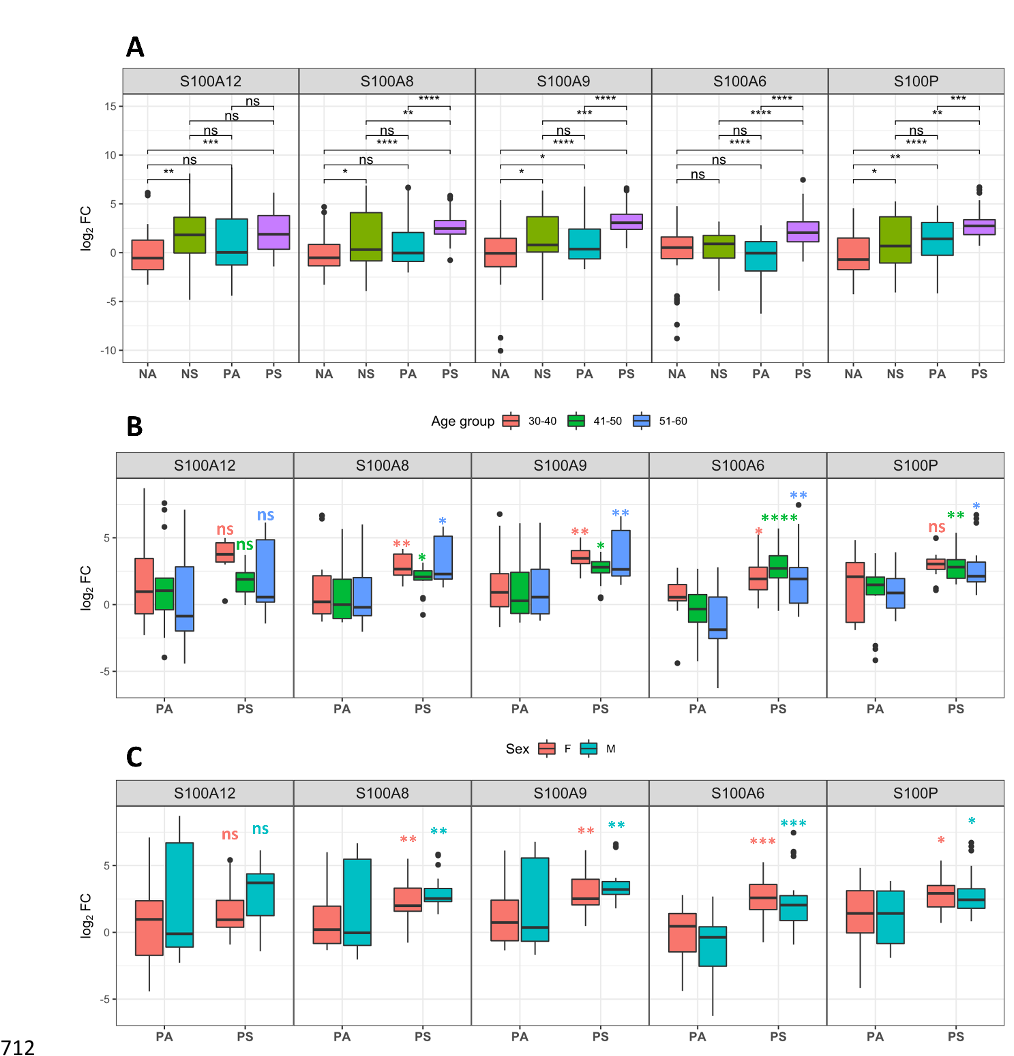 A
S100A12 S100A8 S100A9 S100A6 S100P
15 ns **** **** **** ***
ns ** *** **** **
ns ns ns ns ns
10 *** **** **** **** ****
ns ns * ns **
** * * ns *
5
0
-5
-10
log2 FC
NA NS PA PS NA NS PA PS NA NS PA PS NA NS PA PS NA NS PA PS
B
Age group 30-40 41-50 51-60
S100A12 S100A8 S100A9 S100A6 S100P
ns ns ns ** * * ** * ** * **** ** ns ** *
5
0
-5
log2 FC
PA PS PA PS PA PS PA PS PA PS
C
Sex F M
S100A12 S100A8 S100A9 S100A6 S100P
ns ns ** ** ** ** *** *** * *
5
0
-5
log2 FC
PA PS PA PS PA PS PA PS PA PS
712